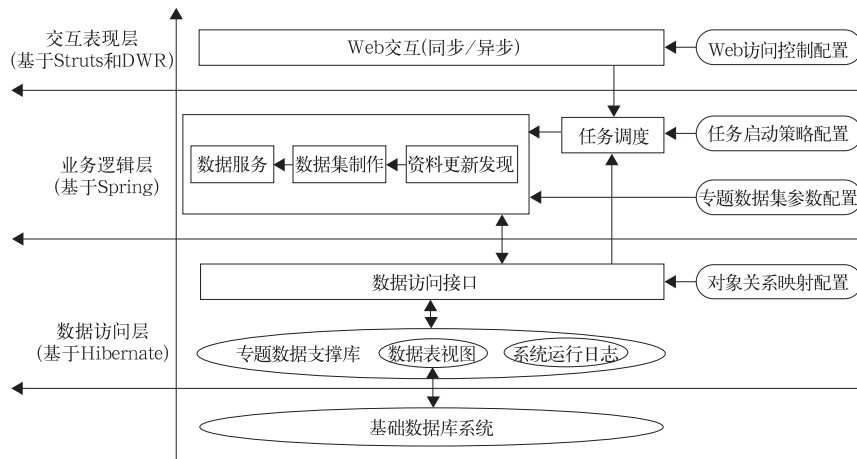 交互表现层
(基于Struts和DWR)
Web交互(同步/异步)
Web访问控制配置
业务逻辑层
(基于Spring)
数据服务
数据集制作
资料更新发现
任务调度
任务启动策略配置
专题数据集参数配置
数据访问层
(基于Hibernate)
数据访问接口
对象关系映射配置
专题数据支撑库
数据表视图
系统运行日志
基础数据库系统